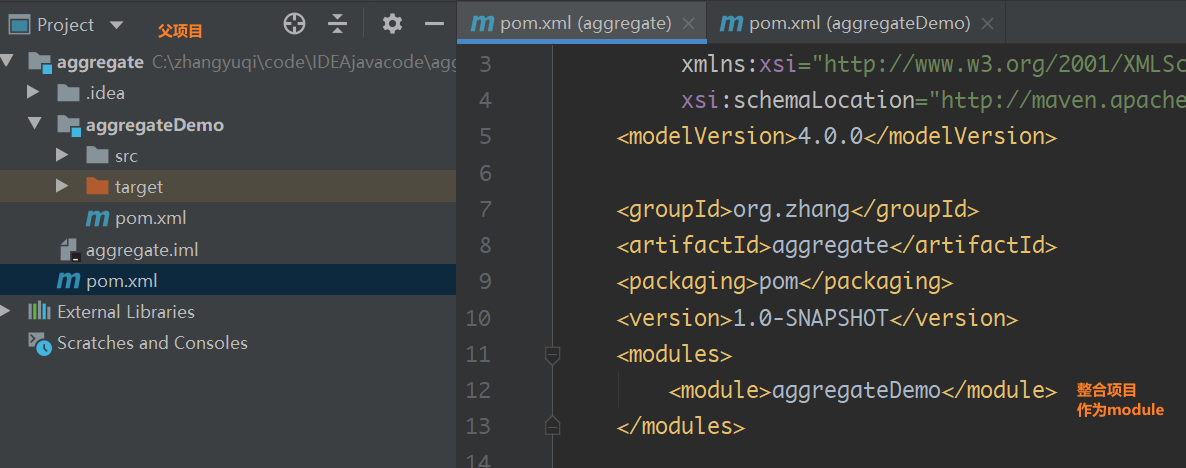 Project
父项目
aggregate C:\zhangyuqi\code\IDEAjavacode\agg
.idea
aggregateDemo
src
target
pom.xml
aggregate.iml
pom.xml
External Libraries
Scratches and Consoles
pom.xml (aggregate)
pom.xml (aggregateDemo)
3 xmlns:xsi="http://www.w3.org/2001/XMLSc
4 xsi:schemaLocation="http://maven.apache
5 <modelVersion>4.0.0</modelVersion>
6
7 <groupId>org.zhang</groupId>
8 <artifactId>aggregate</artifactId>
9 <packaging>pom</packaging>
10 <version>1.0-SNAPSHOT</version>
11 <modules>
12 <module>aggregateDemo</module>
整合项目
作为module
13 </modules>
14